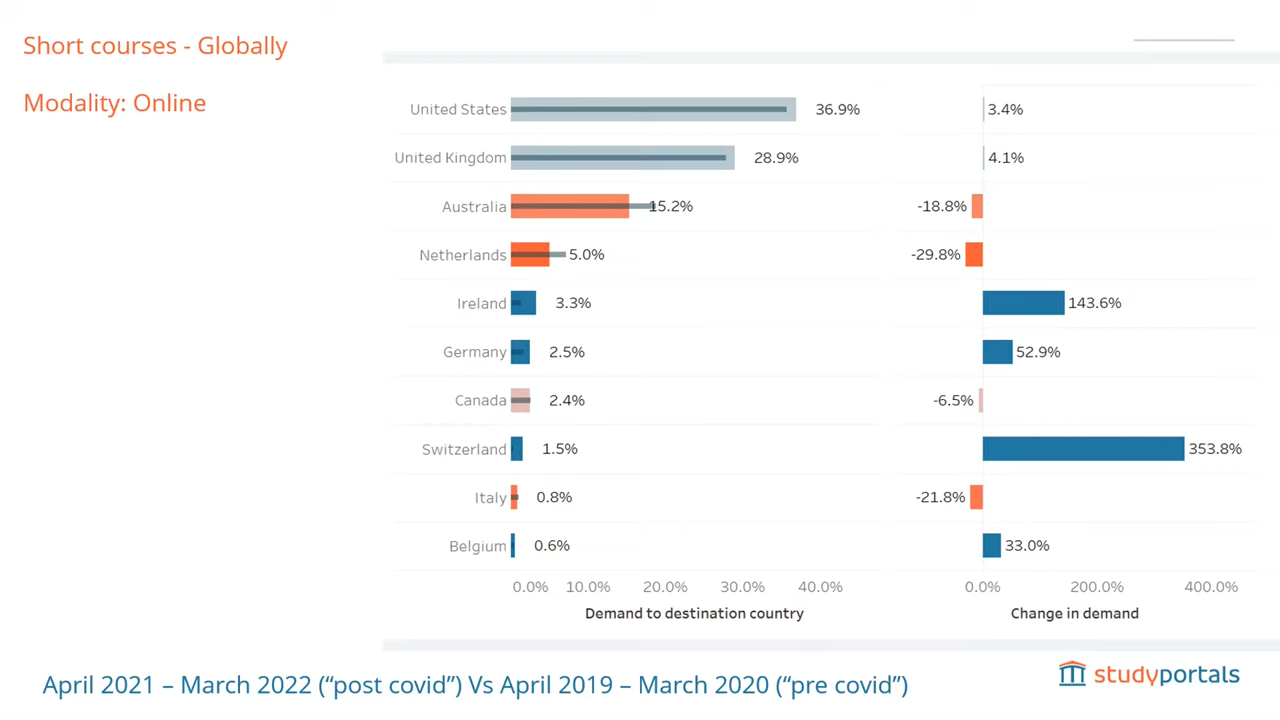 Short courses - Globally
Modality: Online
United States 36.9% 3.4%
United Kingdom 28.9% 4.1%
Australia 15.2% -18.8%
Netherlands 5.0% -29.8%
Ireland 3.3% 143.6%
Germany 2.5% 52.9%
Canada 2.4% -6.5%
Switzerland 1.5% 353.8%
Italy 0.8% -21.8%
Belgium 0.6% 33.0%
0.0% 10.0% 20.0% 30.0% 40.0% 0.0% 200.0% 400.0%
Demand to destination country Change in demand
April 2021 – March 2022 (“post covid”) Vs April 2019 – March 2020 (“pre covid”)
studyportals